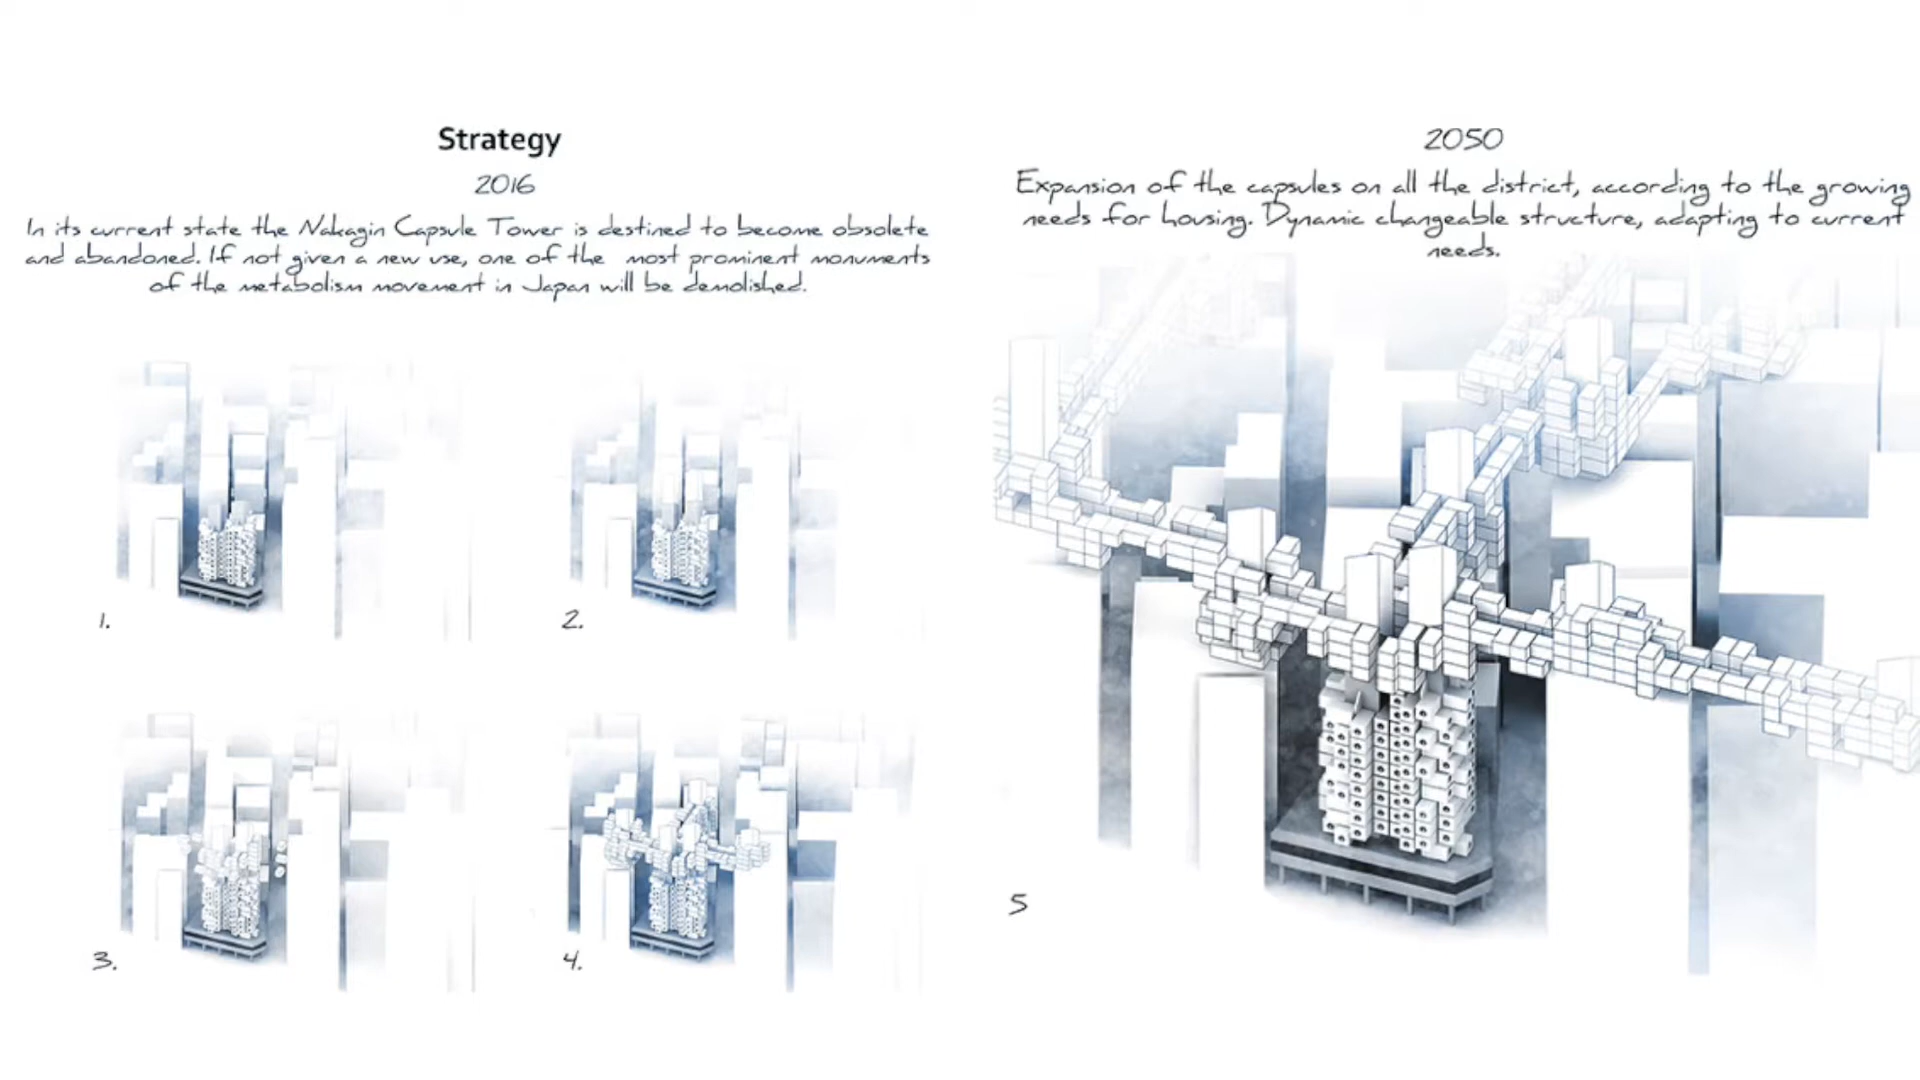 Strategy
2016
In its current state the Nakagin Capsule Tower is destined to become obsolete
and abandoned. If not given a new use, one of the most prominent monuments
of the metabolism movement in Japan will be demolished.
1.
2.
3.
4.
2050
Expansion of the capsules on all the district, according to the growing
needs for housing. Dynamic changeable structure, adapting to current
needs.
5